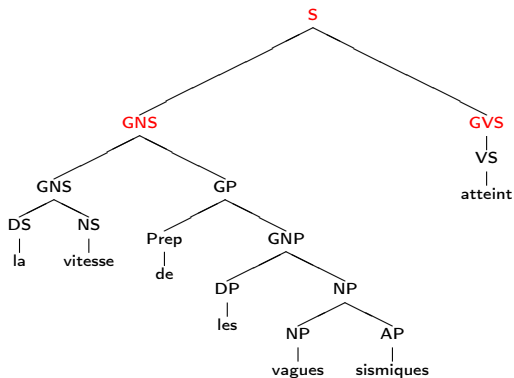 S
GNS GVS
VS
GNS GP atteint
DS NS Prep GNP
la vitesse de
DP NP
les
NP AP
vagues sismiques